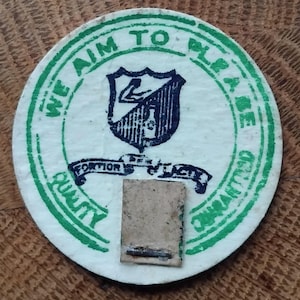 WE AIM TO PLEASE
FORTIOR
LACTE
QUALITY
GUARANTEED